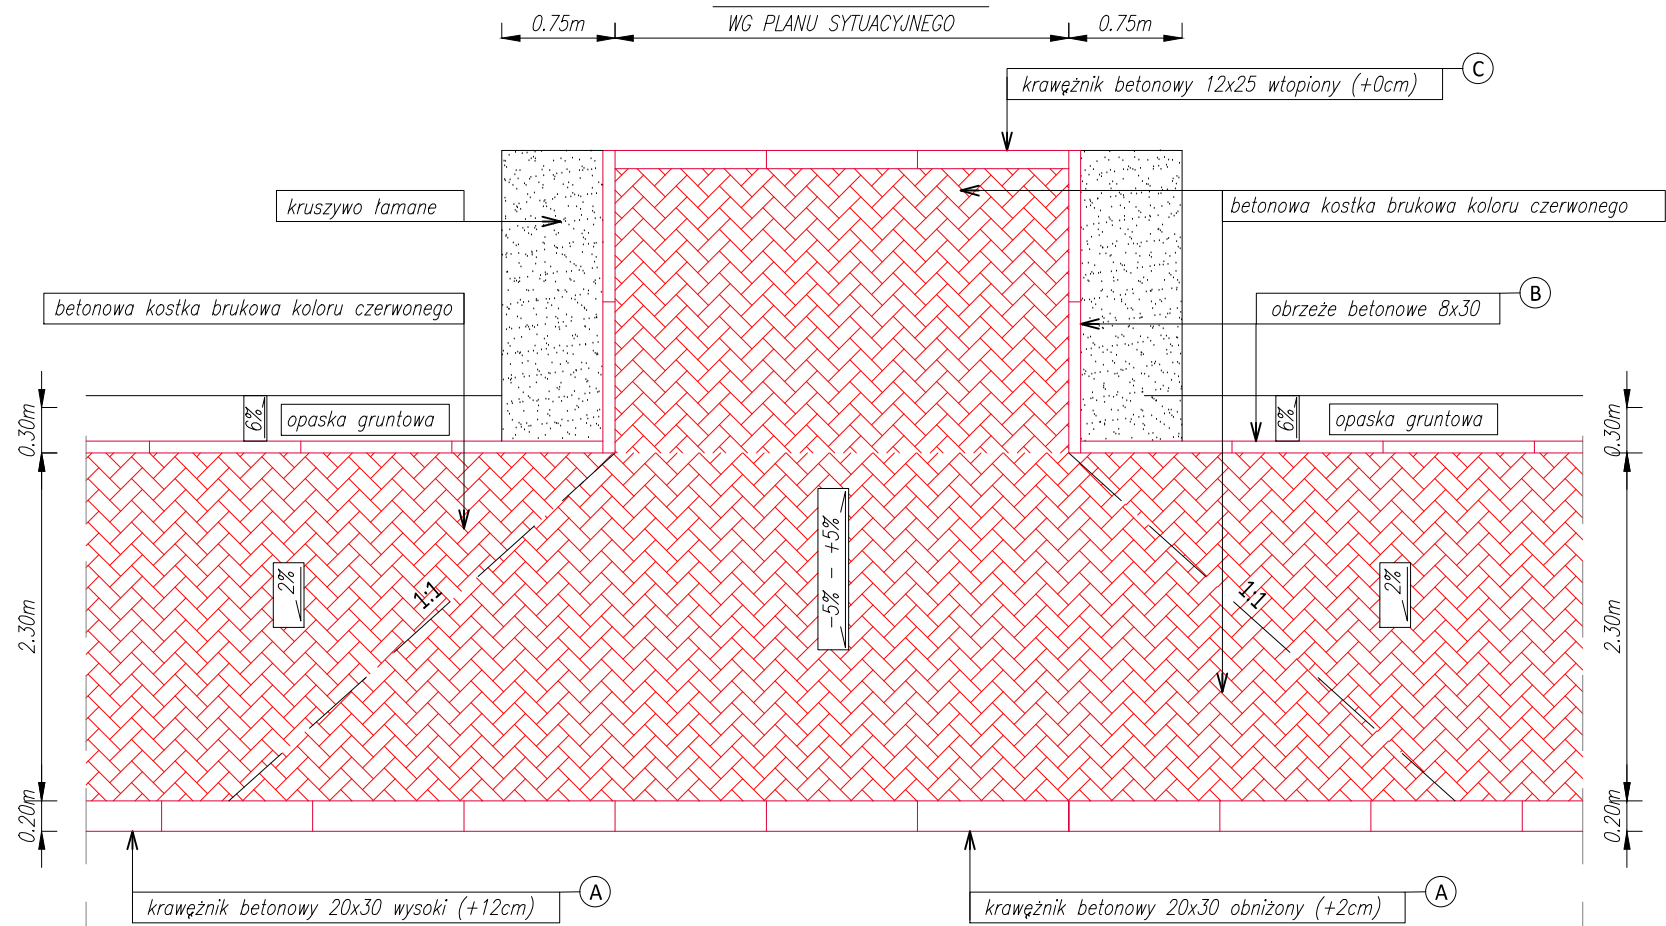 0.75m
WG PLANU SYTUACYJNEGO
0.75m
krawężnik betonowy 12x25 wtopiony (+0cm)
C
kruszywo łamane
betonowa kostka brukowa koloru czerwonego
betonowa kostka brukowa koloru czerwonego
obrzeże betonowe 8x30
B
0.30m
6%
opaska gruntowa
6%
opaska gruntowa
0.30m
2.30m
2%
1:1
-5% - +5%
1:1
2%
2.30m
0.20m
0.20m
krawężnik betonowy 20x30 wysoki (+12cm)
A
krawężnik betonowy 20x30 obniżony (+2cm)
A